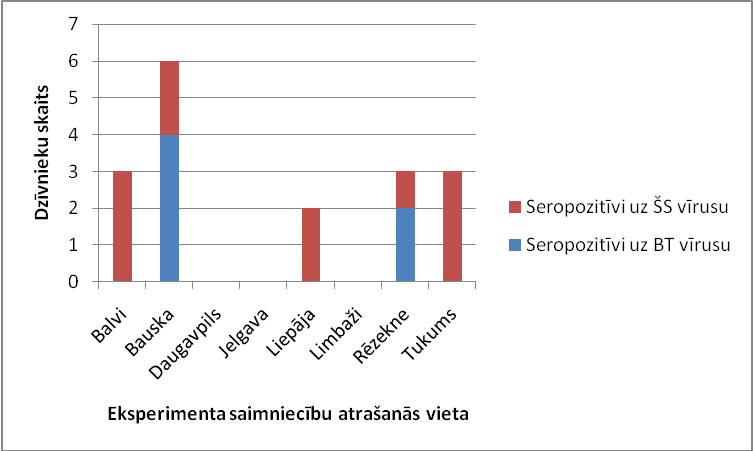 7
6
5
4
3
2
1
0
Dzīvnieku skaits
Balvi
Bauska
Daugavpils
Jelgava
Liepāja
Limbaži
Rēzekne
Tukums
Eksperimenta saimniecību atrašanās vieta
Seropozitīvi uz ŠS vīrusu
Seropozitīvi uz BT vīrusu